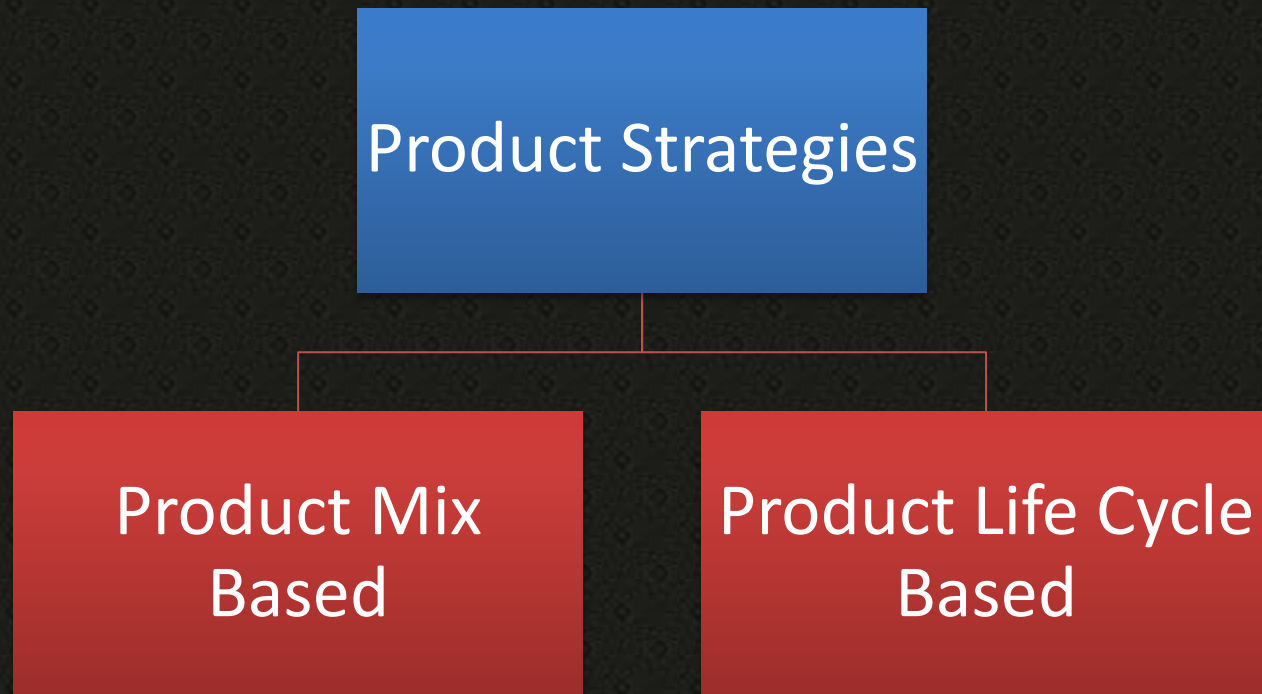 Product Strategies
Product Mix
Based
Product Life Cycle
Based